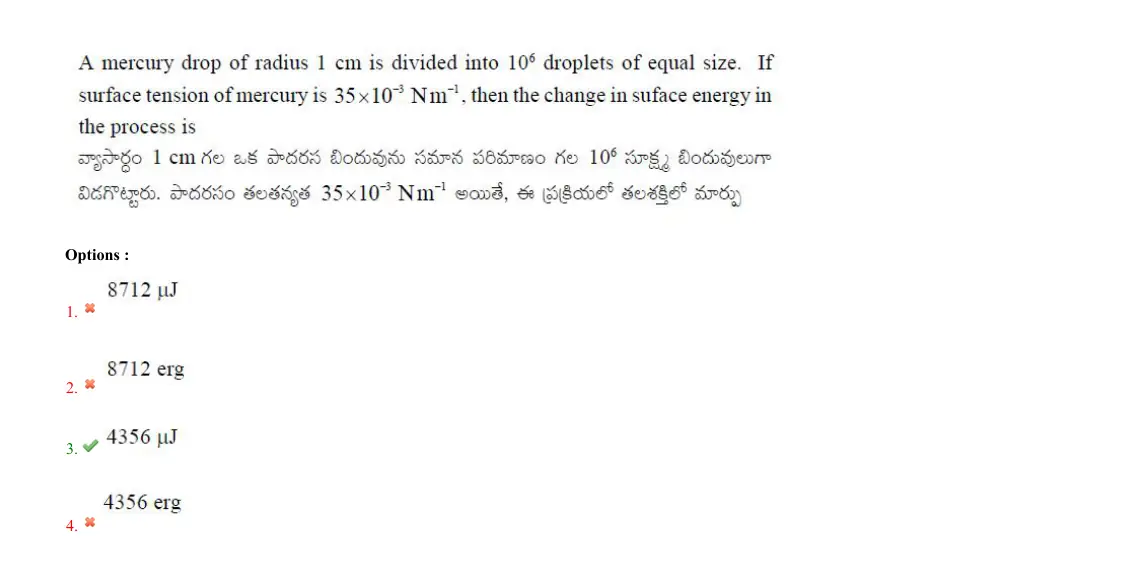 A mercury drop of radius 1 cm is divided into 10⁶ droplets of equal size. If
surface tension of mercury is 35×10⁻³ Nm⁻¹, then the change in suface energy in
the process is
వ్యాసార్ధం 1 cm గల ఒక పాదరస బిందువును సమాన పరిమాణం గల 10⁶ సూక్ష్మ బిందువులుగా
విడగొట్టారు. పాదరసం తలతన్యత 35×10⁻³ Nm⁻¹ అయితే, ఈ ప్రక్రియలో తలశక్తిలో మార్పు
Options :
8712 μJ
1.
8712 erg
2.
4356 μJ
3.
4356 erg
4.